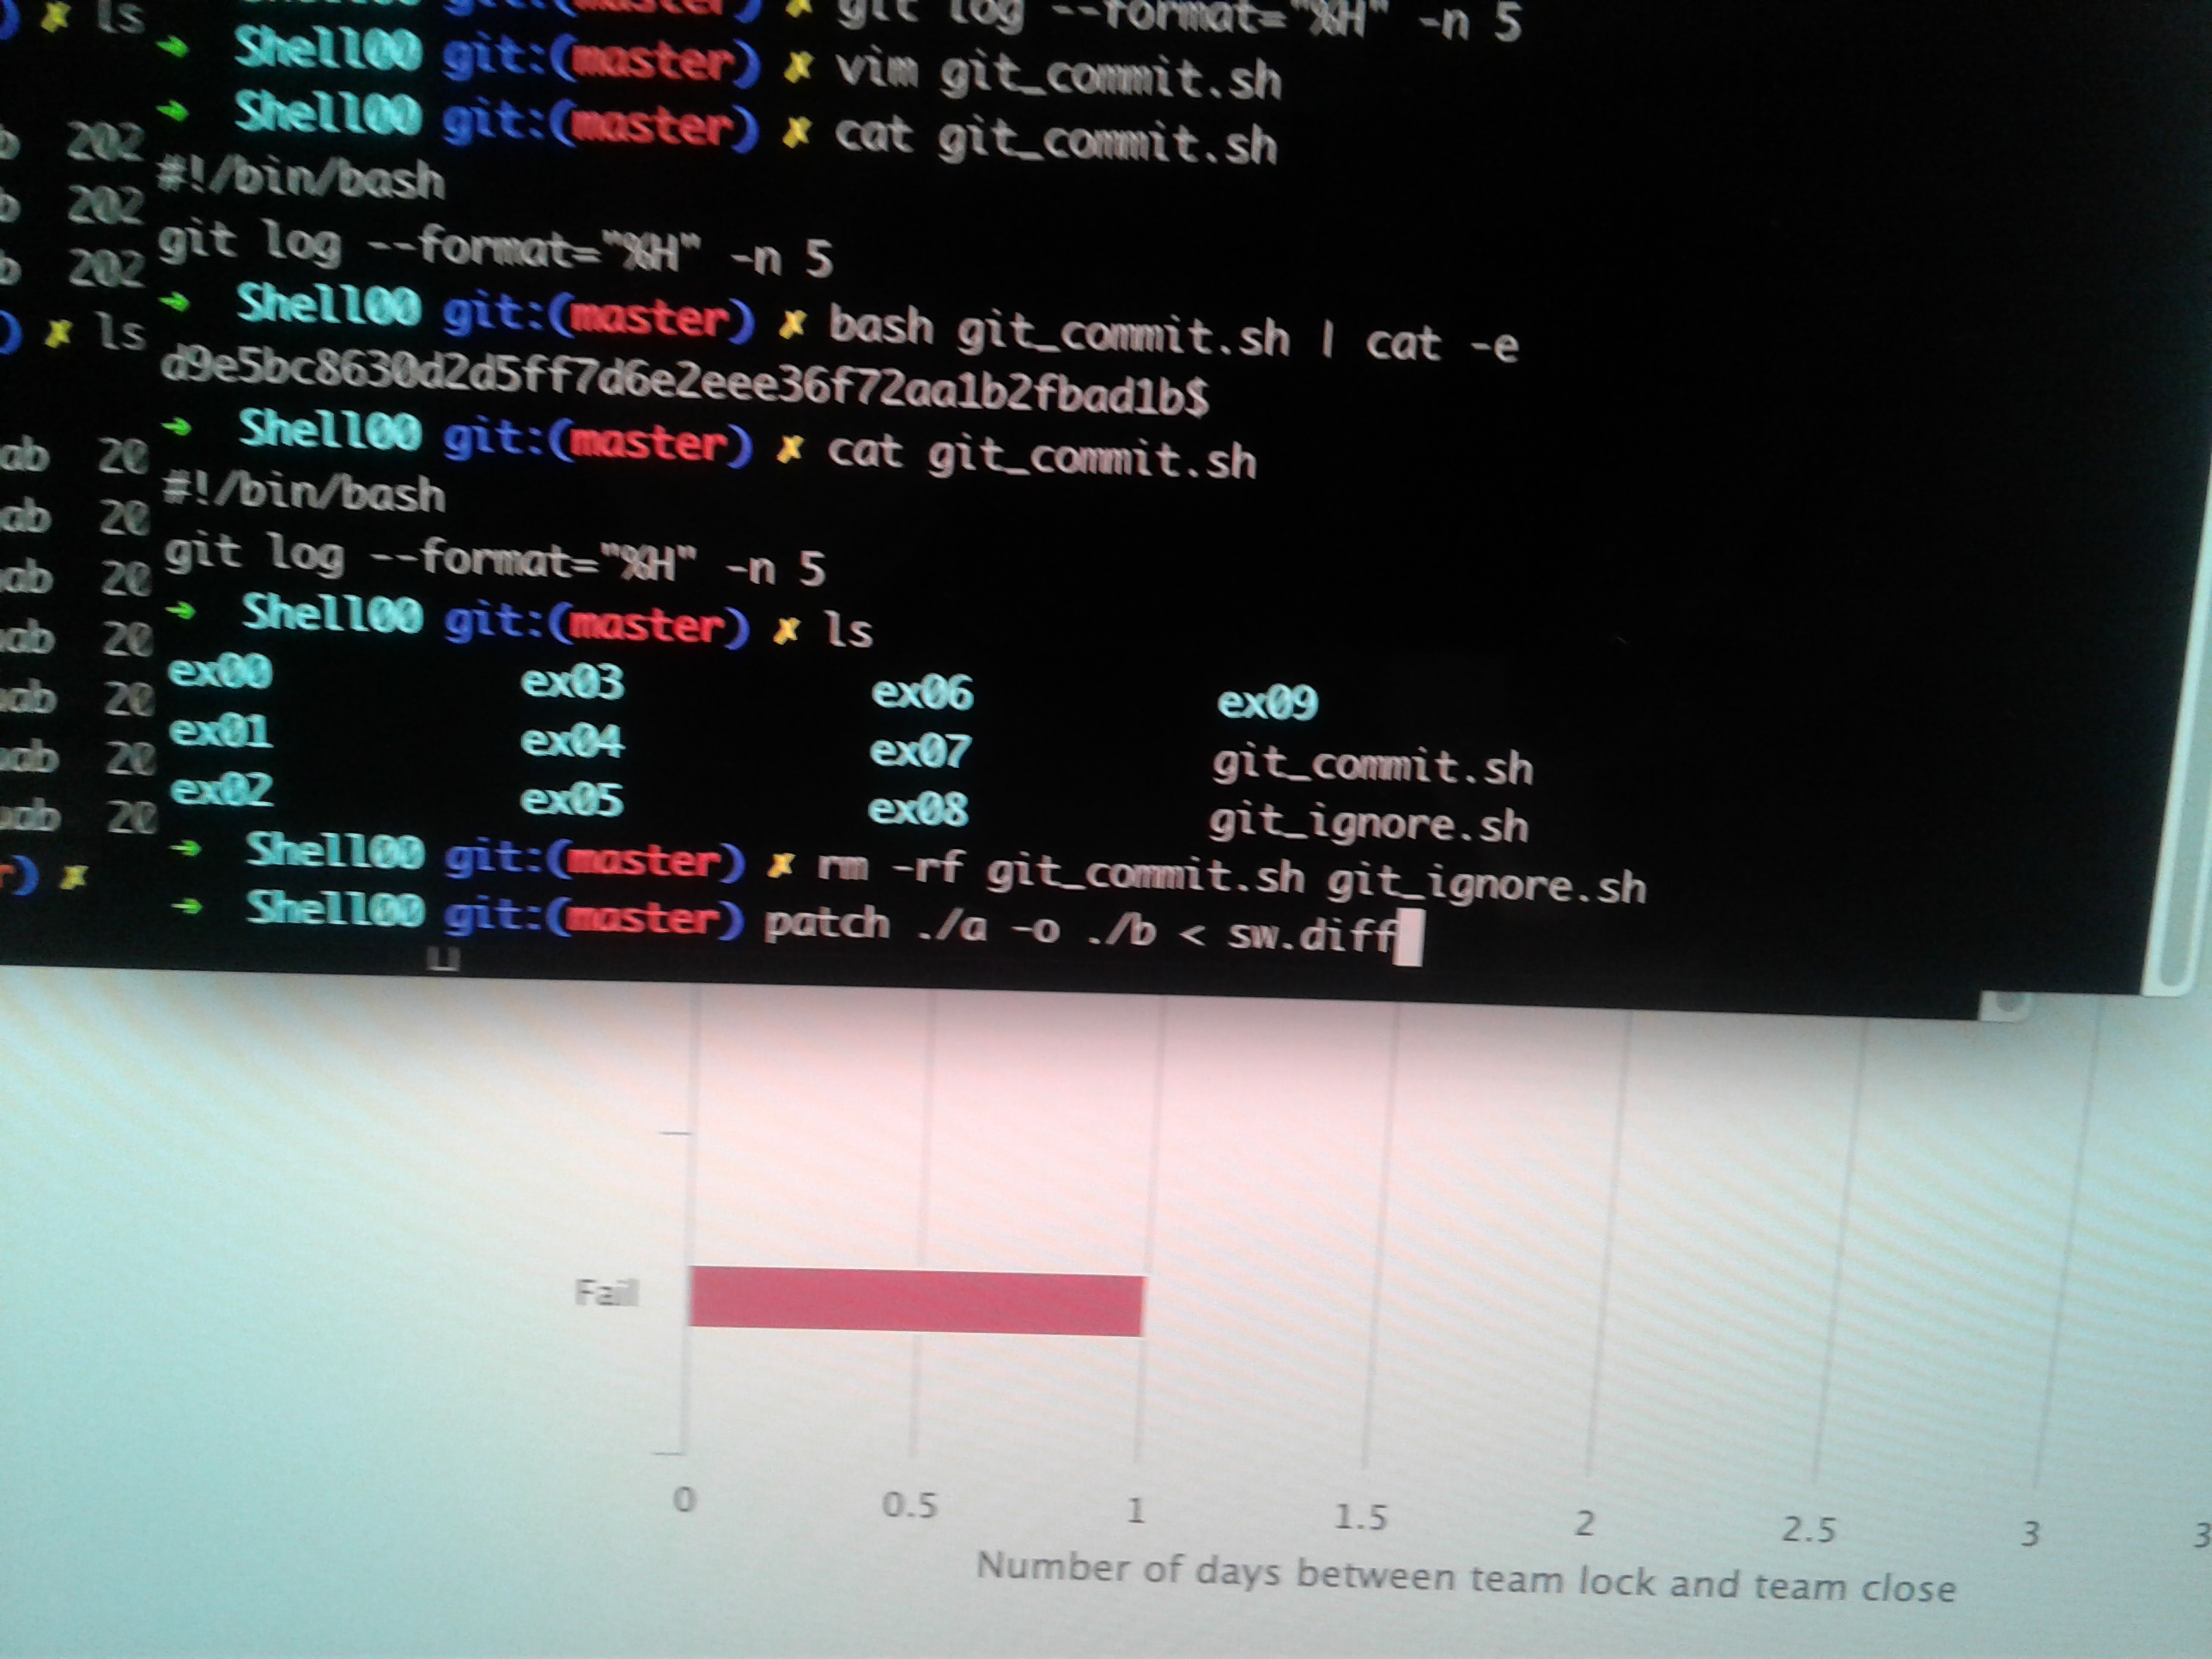 ls
➜ Shell00 git:(master) ✗ git log --format="%H" -n 5
➜ Shell00 git:(master) ✗ vim git_commit.sh
➜ Shell00 git:(master) ✗ cat git_commit.sh
202
#!/bin/bash
202
git log --format="%H" -n 5
202
➜ Shell00 git:(master) ✗ bash git_commit.sh | cat -e
) ✗ ls
d9e5bc8630d2d5ff7d6e2eee36f72aa1b2fbad1b$
➜ Shell00 git:(master) ✗ cat git_commit.sh
ab 20
#!/bin/bash
ab 20
git log --format="%H" -n 5
ab 20
➜ Shell00 git:(master) ✗ ls
ab 20
ex00 ex03 ex06 ex09
ab 20
ex01 ex04 ex07 git_commit.sh
ab 20
ex02 ex05 ex08 git_ignore.sh
ab 20
➜ Shell00 git:(master) ✗ rm -rf git_commit.sh git_ignore.sh
r) ✗
➜ Shell00 git:(master) patch ./a -o ./b < sw.diff
Fail
0 0.5 1 1.5 2 2.5 3 3
Number of days between team lock and team close